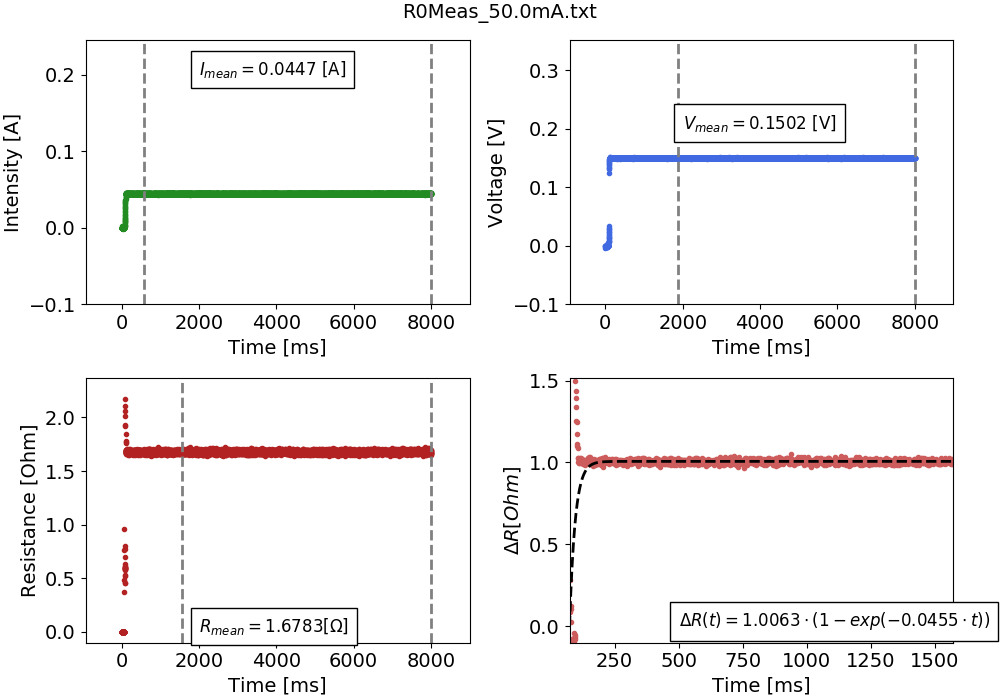 R0Meas_50.0mA.txt
Intensity [A]
0.2
0.1
0.0
−0.1
I_mean = 0.0447 [A]
0 2000 4000 6000 8000
Time [ms]
Voltage [V]
0.3
0.2
0.1
0.0
−0.1
V_mean = 0.1502 [V]
0 2000 4000 6000 8000
Time [ms]
Resistance [Ohm]
2.0
1.5
1.0
0.5
0.0
R_mean = 1.6783[Ω]
0 2000 4000 6000 8000
Time [ms]
ΔR[Ohm]
1.5
1.0
0.5
0.0
ΔR(t) = 1.0063 · (1 − exp(−0.0455 · t))
250 500 750 1000 1250 1500
Time [ms]